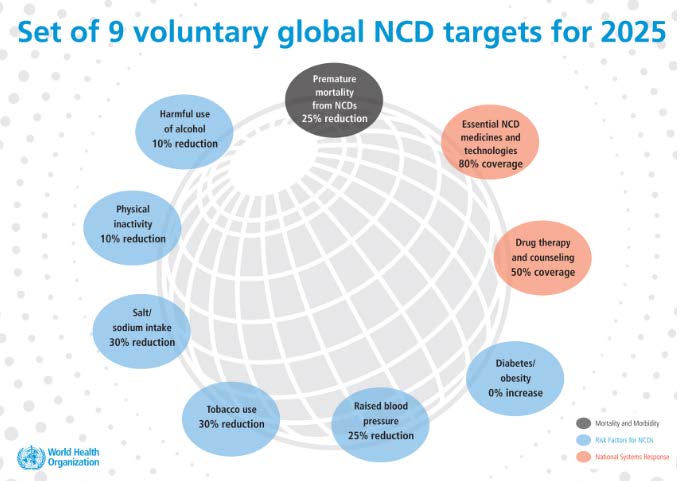 Set of 9 voluntary global NCD targets for 2025
Premature
mortality
from NCDs
25% reduction
Harmful use
of alcohol
10% reduction
Essential NCD
medicines and
technologies
80% coverage
Physical
inactivity
10% reduction
Drug therapy
and counseling
50% coverage
Salt/
sodium intake
30% reduction
Diabetes/
obesity
0% increase
Tobacco use
30% reduction
Raised blood
pressure
25% reduction
Mortality and Morbidity
Risk Factors for NCDs
National Systems Response
World Health
Organization